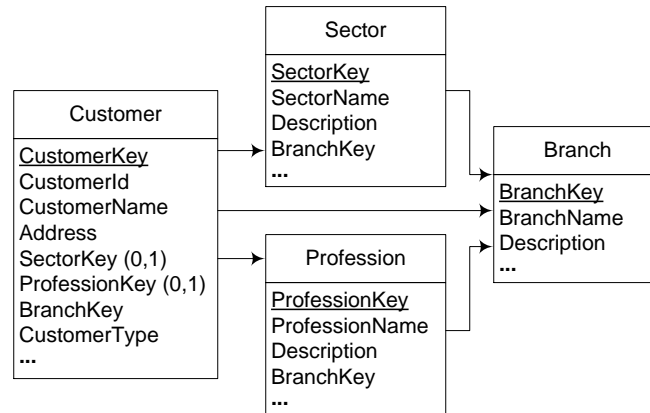 Sector
SectorKey
SectorName
Description
BranchKey
...
Customer
CustomerKey
CustomerId
CustomerName
Address
SectorKey (0,1)
ProfessionKey (0,1)
BranchKey
CustomerType
...
Branch
BranchKey
BranchName
Description
...
Profession
ProfessionKey
ProfessionName
Description
BranchKey
...